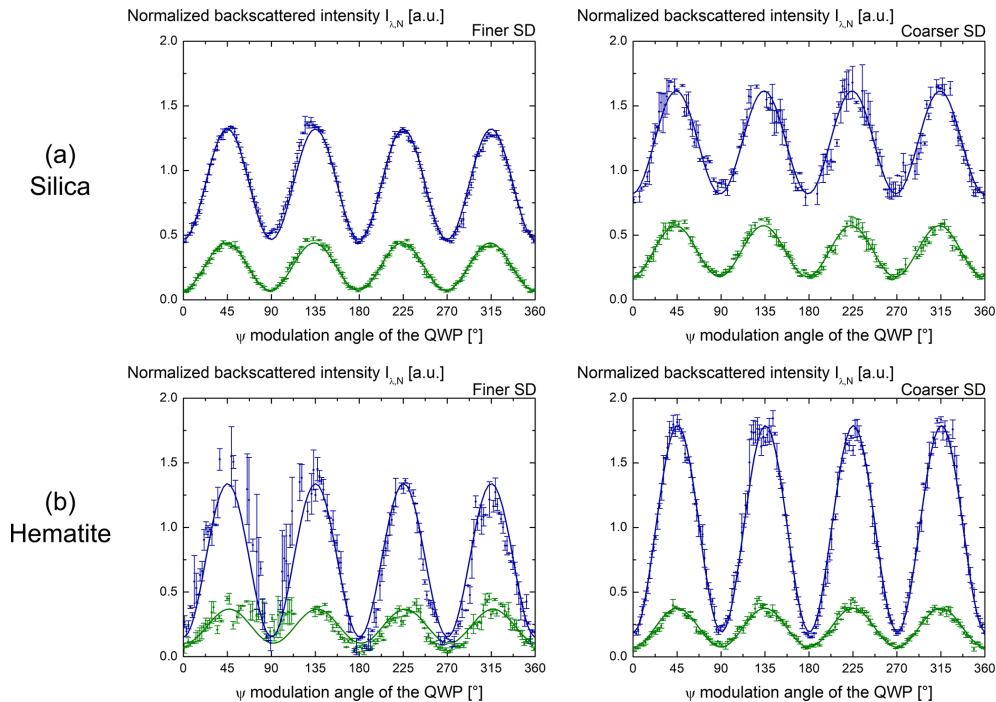 Normalized backscattered intensity I_λ,N [a.u.]
Finer SD
2.0
1.5
1.0
0.5
0.0
0 45 90 135 180 225 270 315 360
ψ modulation angle of the QWP [°]
Normalized backscattered intensity I_λ,N [a.u.]
Coarser SD
2.0
1.5
1.0
0.5
0.0
0 45 90 135 180 225 270 315 360
ψ modulation angle of the QWP [°]
(a)
Silica
Normalized backscattered intensity I_λ,N [a.u.]
Finer SD
2.0
1.5
1.0
0.5
0.0
0 45 90 135 180 225 270 315 360
ψ modulation angle of the QWP [°]
Normalized backscattered intensity I_λ,N [a.u.]
Coarser SD
2.0
1.5
1.0
0.5
0.0
0 45 90 135 180 225 270 315 360
ψ modulation angle of the QWP [°]
(b)
Hematite